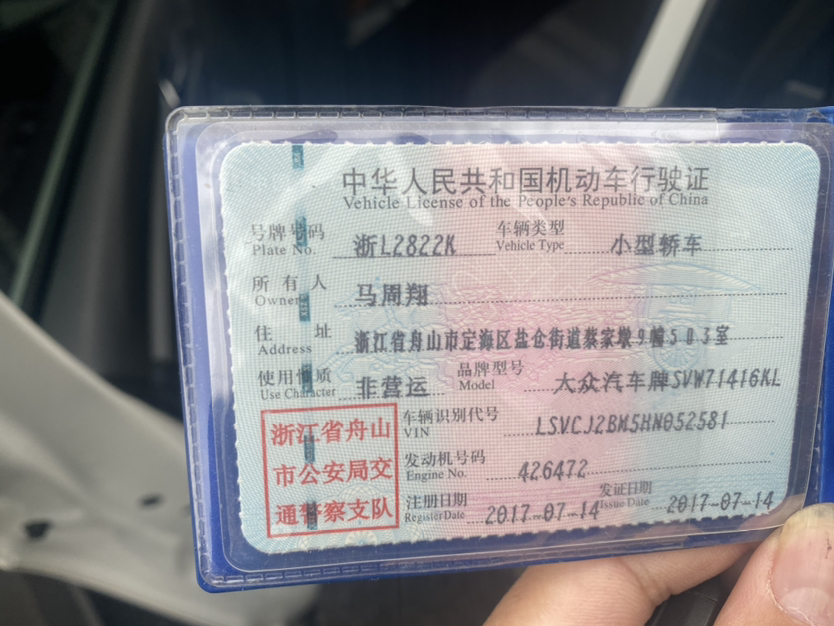 中华人民共和国机动车行驶证
Vehicle License of the People's Republic of China
号牌号码 浙L2822K 车辆类型 小型轿车
Plate No. Vehicle Type
所有人 马周翔
Owner
住址 浙江省舟山市定海区盐仓街道蔡家墩9幢503室
Address
使用性质 非营运 品牌型号 大众汽车牌SVW71416KL
Use Character Model
浙江省舟山
市公安局交
通警察支队
车辆识别代号 LSVCJ2BM5HN052581
VIN
发动机号码 426472
Engine No.
注册日期 2017-07-14 发证日期 2017-07-14
Register Date Issue Date